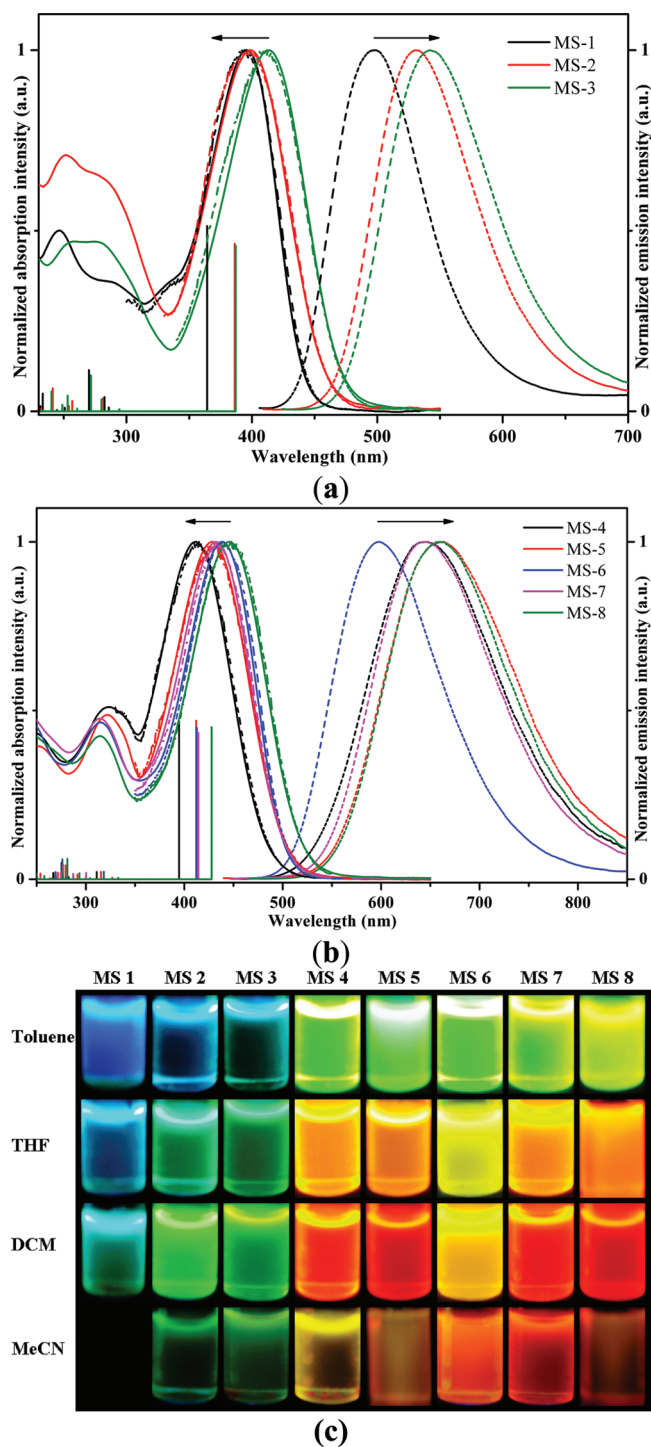 MS-1
MS-2
MS-3
Normalized absorption intensity (a.u.)
Normalized emission intensity (a.u.)
1
0
1
0
300
400
500
600
700
Wavelength (nm)
(a)
MS-4
MS-5
MS-6
MS-7
MS-8
Normalized absorption intensity (a.u.)
Normalized emission intensity (a.u.)
1
0
1
0
300
400
500
600
700
800
Wavelength (nm)
(b)
MS 1 MS 2 MS 3 MS 4 MS 5 MS 6 MS 7 MS 8
Toluene
THF
DCM
MeCN
(c)